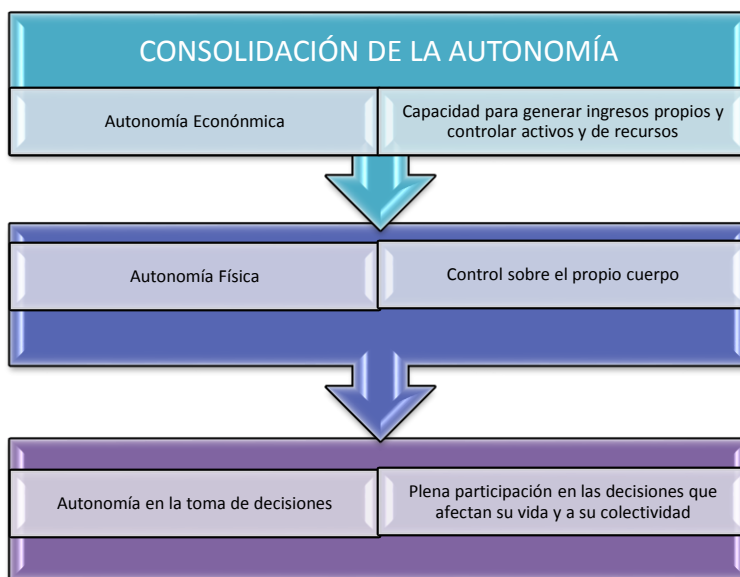 CONSOLIDACIÓN DE LA AUTONOMÍA
Autonomía Econónmica
Capacidad para generar ingresos propios y
controlar activos y de recursos
Autonomía Física
Control sobre el propio cuerpo
Autonomía en la toma de decisiones
Plena participación en las decisiones que
afectan su vida y a su colectividad